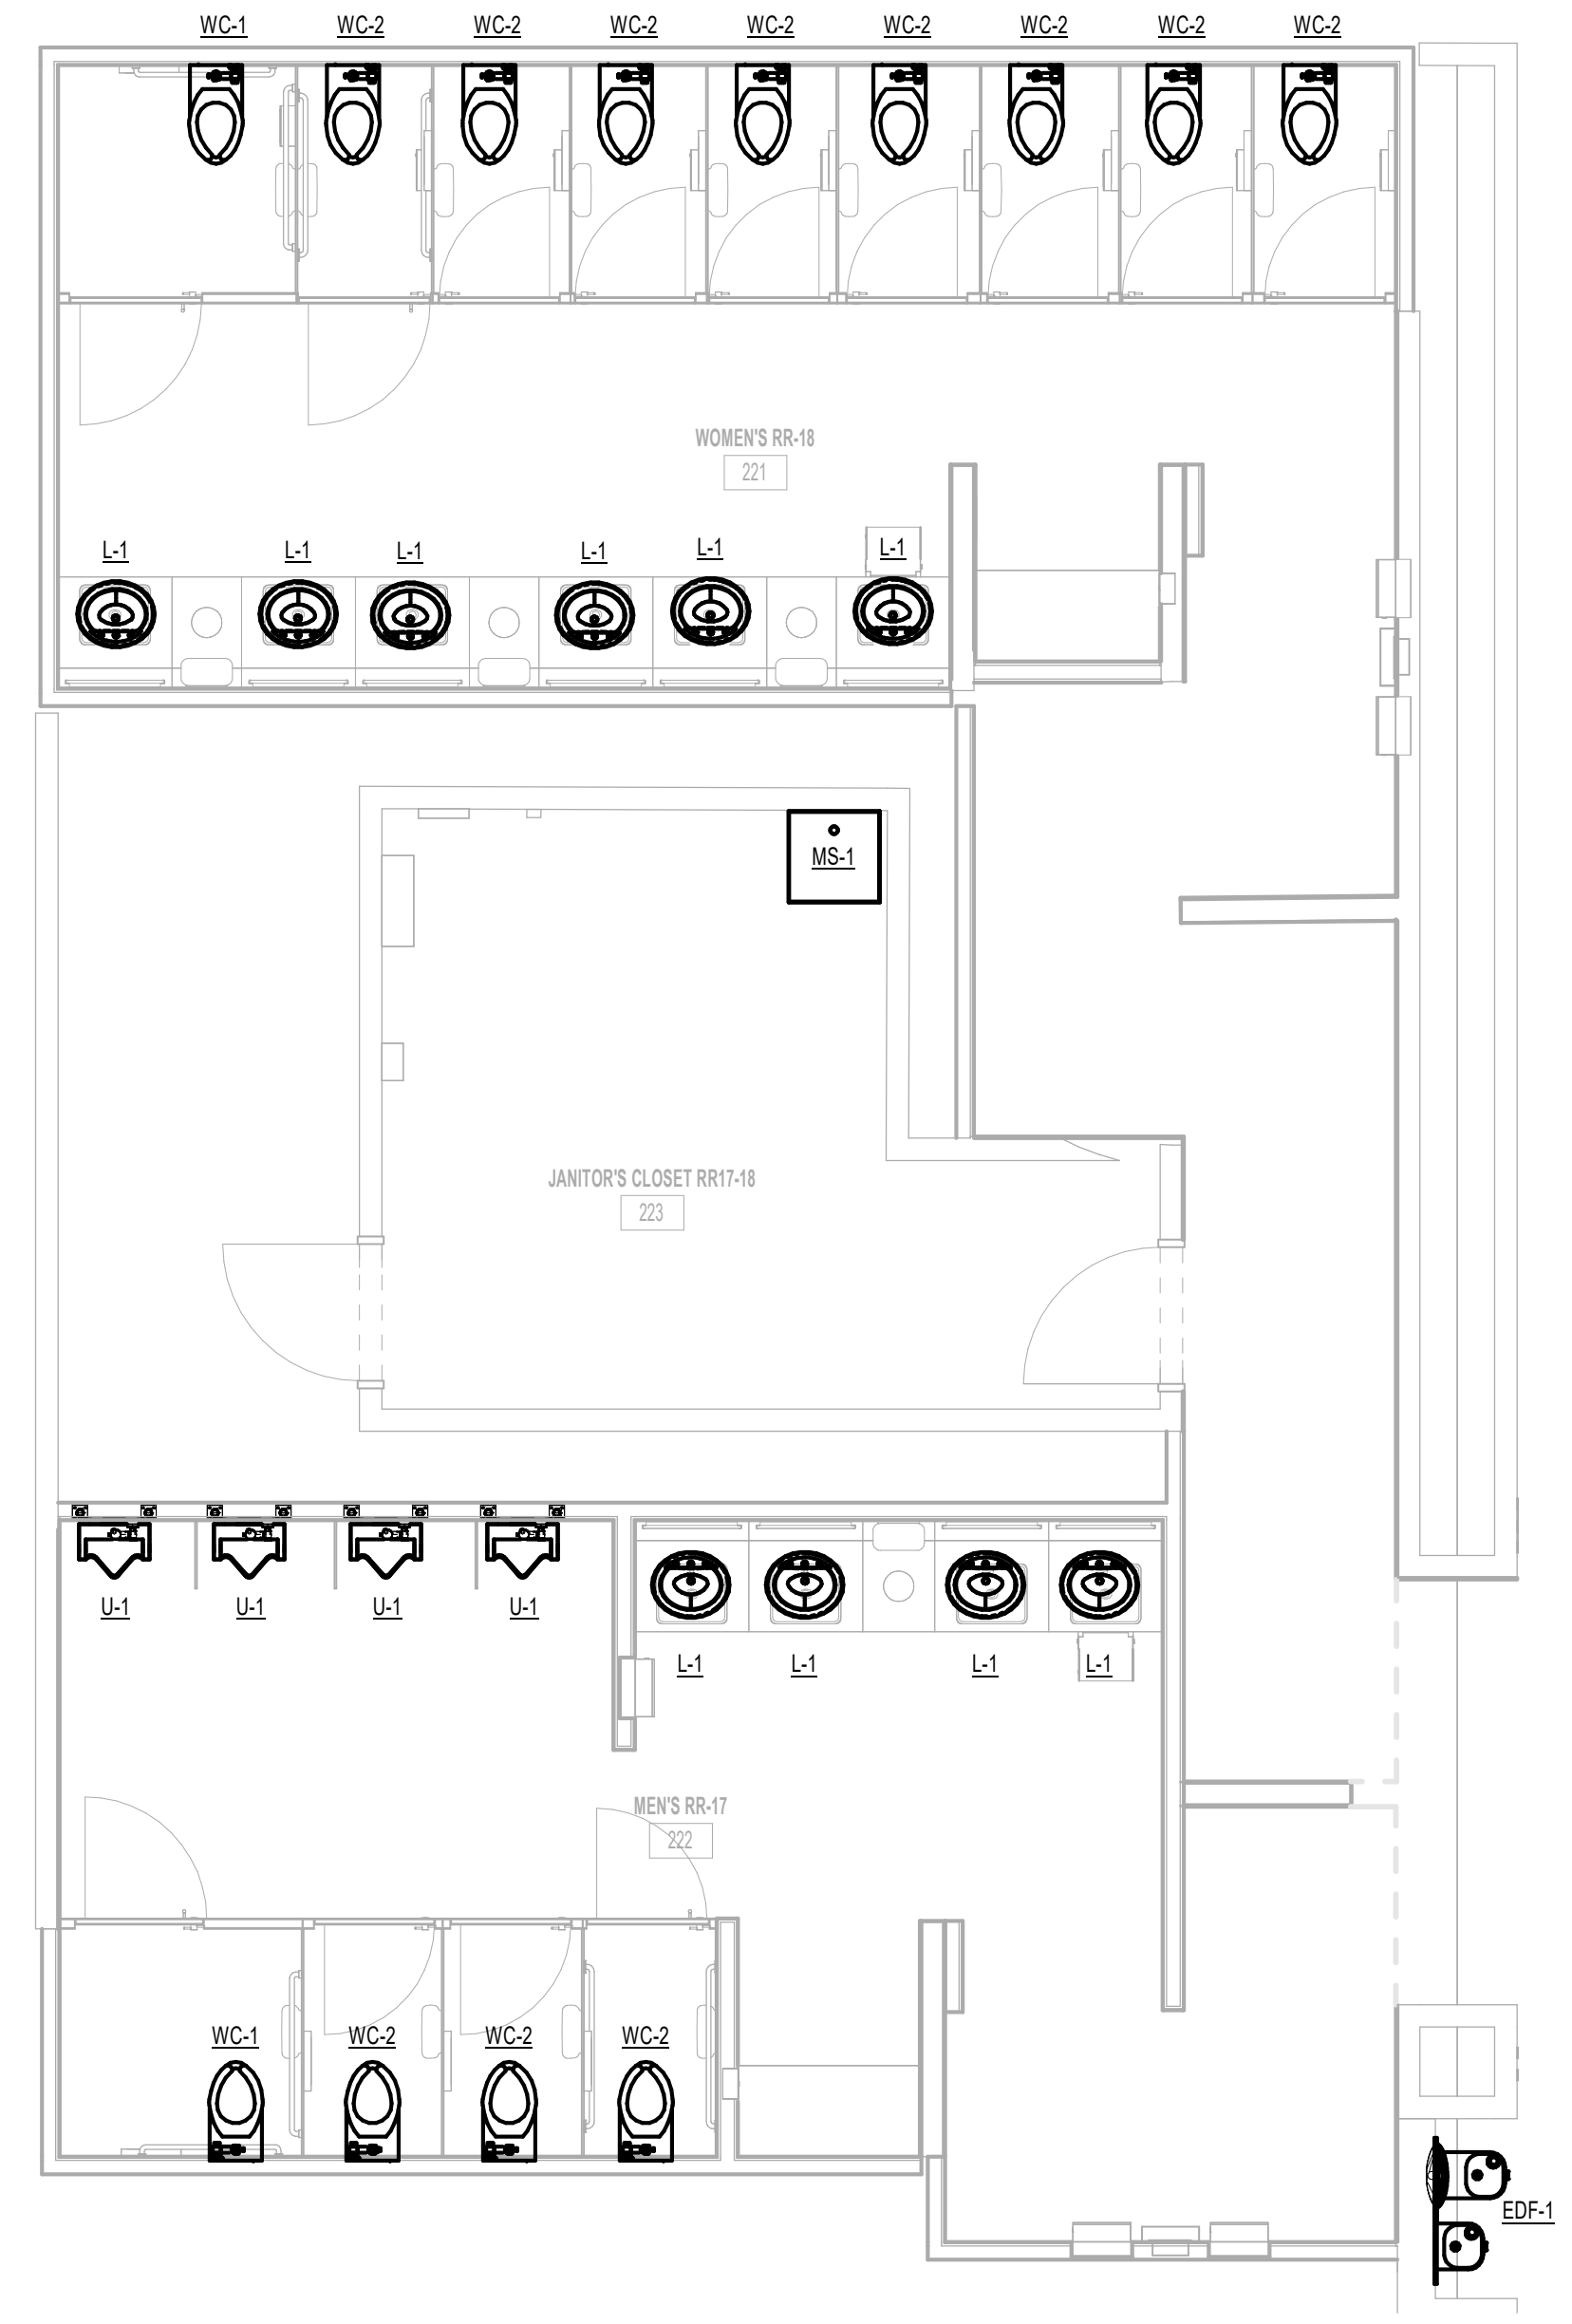 WC-1 WC-2 WC-2 WC-2 WC-2 WC-2 WC-2 WC-2 WC-2
WOMEN'S RR-18
221
L-1 L-1 L-1 L-1 L-1 L-1
MS-1
JANITOR'S CLOSET RR17-18
223
U-1 U-1 U-1 U-1
L-1 L-1 L-1 L-1
MEN'S RR-17
222
WC-1 WC-2 WC-2 WC-2
EDF-1